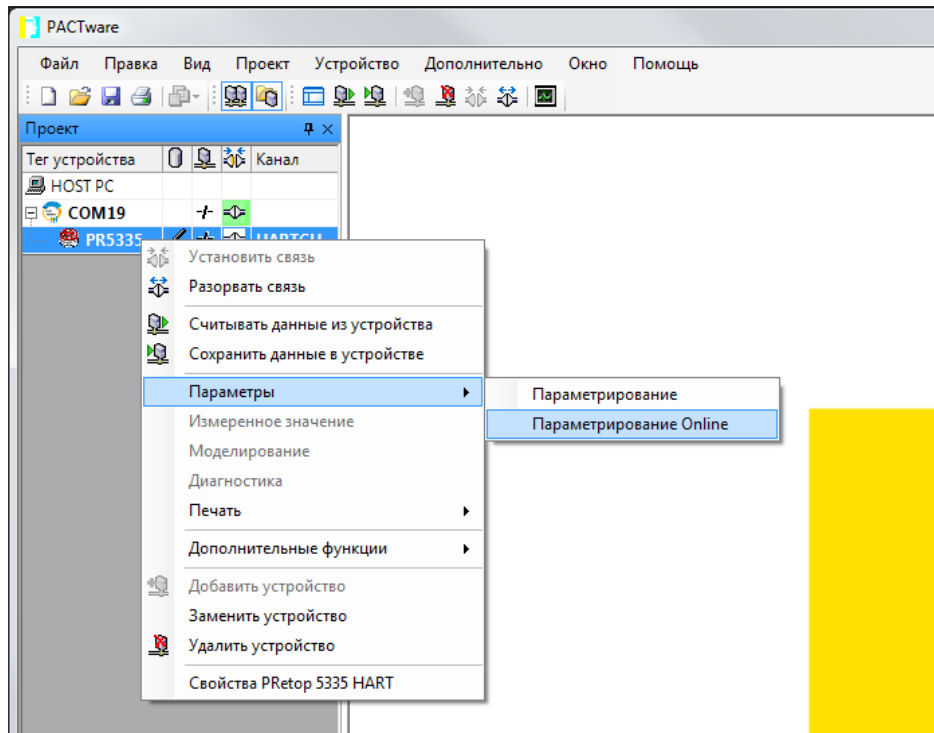 PACTware
Файл Правка Вид Проект Устройство Дополнительно Окно Помощь
Проект
Тег устройства Канал
HOST PC
COM19
PR5335
Установить связь
Разорвать связь
Считывать данные из устройства
Сохранить данные в устройстве
Параметры
Параметрирование
Измеренное значение
Параметрирование Online
Моделирование
Диагностика
Печать
Дополнительные функции
Добавить устройство
Заменить устройство
Удалить устройство
Свойства PRetop 5335 HART